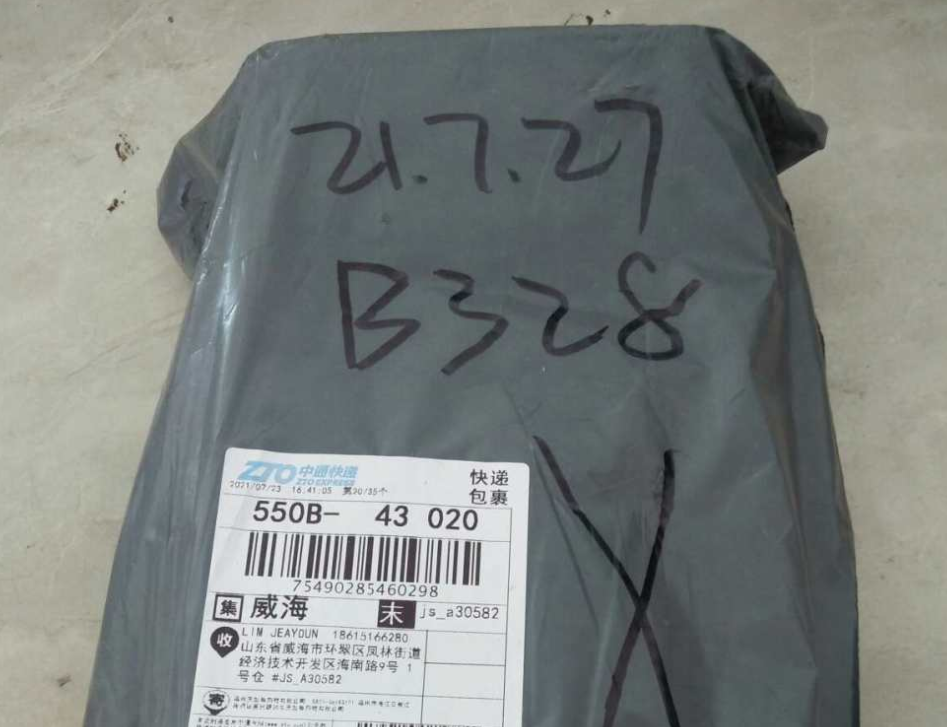 21.7.27
B328
ZTO 中通快递
ZTO EXPRESS
快递
包裹
2021/07/23 16:41:05 第30/35个
550B- 43 020
75490285460298
集 威海 末 js_a30582
收 LIM JEAYOUN 18615166280
山东省威海市环翠区凤林街道
经济技术开发区海南路9号 1
号仓 #JS_A30582
寄
X